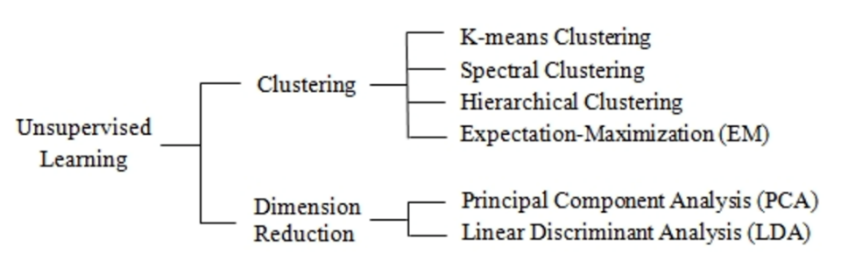 Unsupervised
Learning
Clustering
K-means Clustering
Spectral Clustering
Hierarchical Clustering
Expectation-Maximization (EM)
Dimension
Reduction
Principal Component Analysis (PCA)
Linear Discriminant Analysis (LDA)